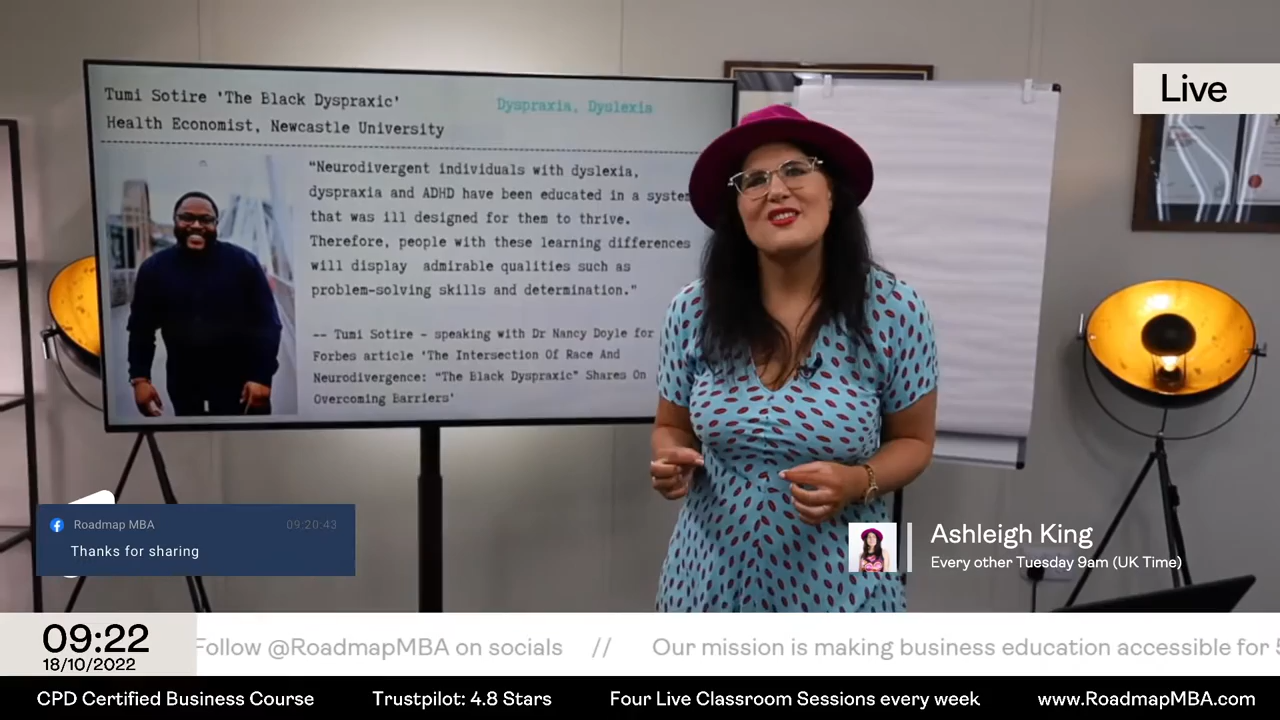 Tumi Sotire 'The Black Dyspraxic'
Dyspraxia, Dyslexia
Health Economist, Newcastle University
"Neurodivergent individuals with dyslexia,
dyspraxia and ADHD have been educated in a system
that was ill designed for them to thrive.
Therefore, people with these learning differences
will display admirable qualities such as
problem-solving skills and determination."
-- Tumi Sotire - speaking with Dr Nancy Doyle for
Forbes article 'The Intersection Of Race And
Neurodivergence: "The Black Dyspraxic" Shares On
Overcoming Barriers'
Live
Roadmap MBA 09:20:43
Thanks for sharing
Ashleigh King
Every other Tuesday 9am (UK Time)
09:22
18/10/2022
Follow @RoadmapMBA on socials // Our mission is making business education accessible for
CPD Certified Business Course Trustpilot: 4.8 Stars Four Live Classroom Sessions every week www.RoadmapMBA.com